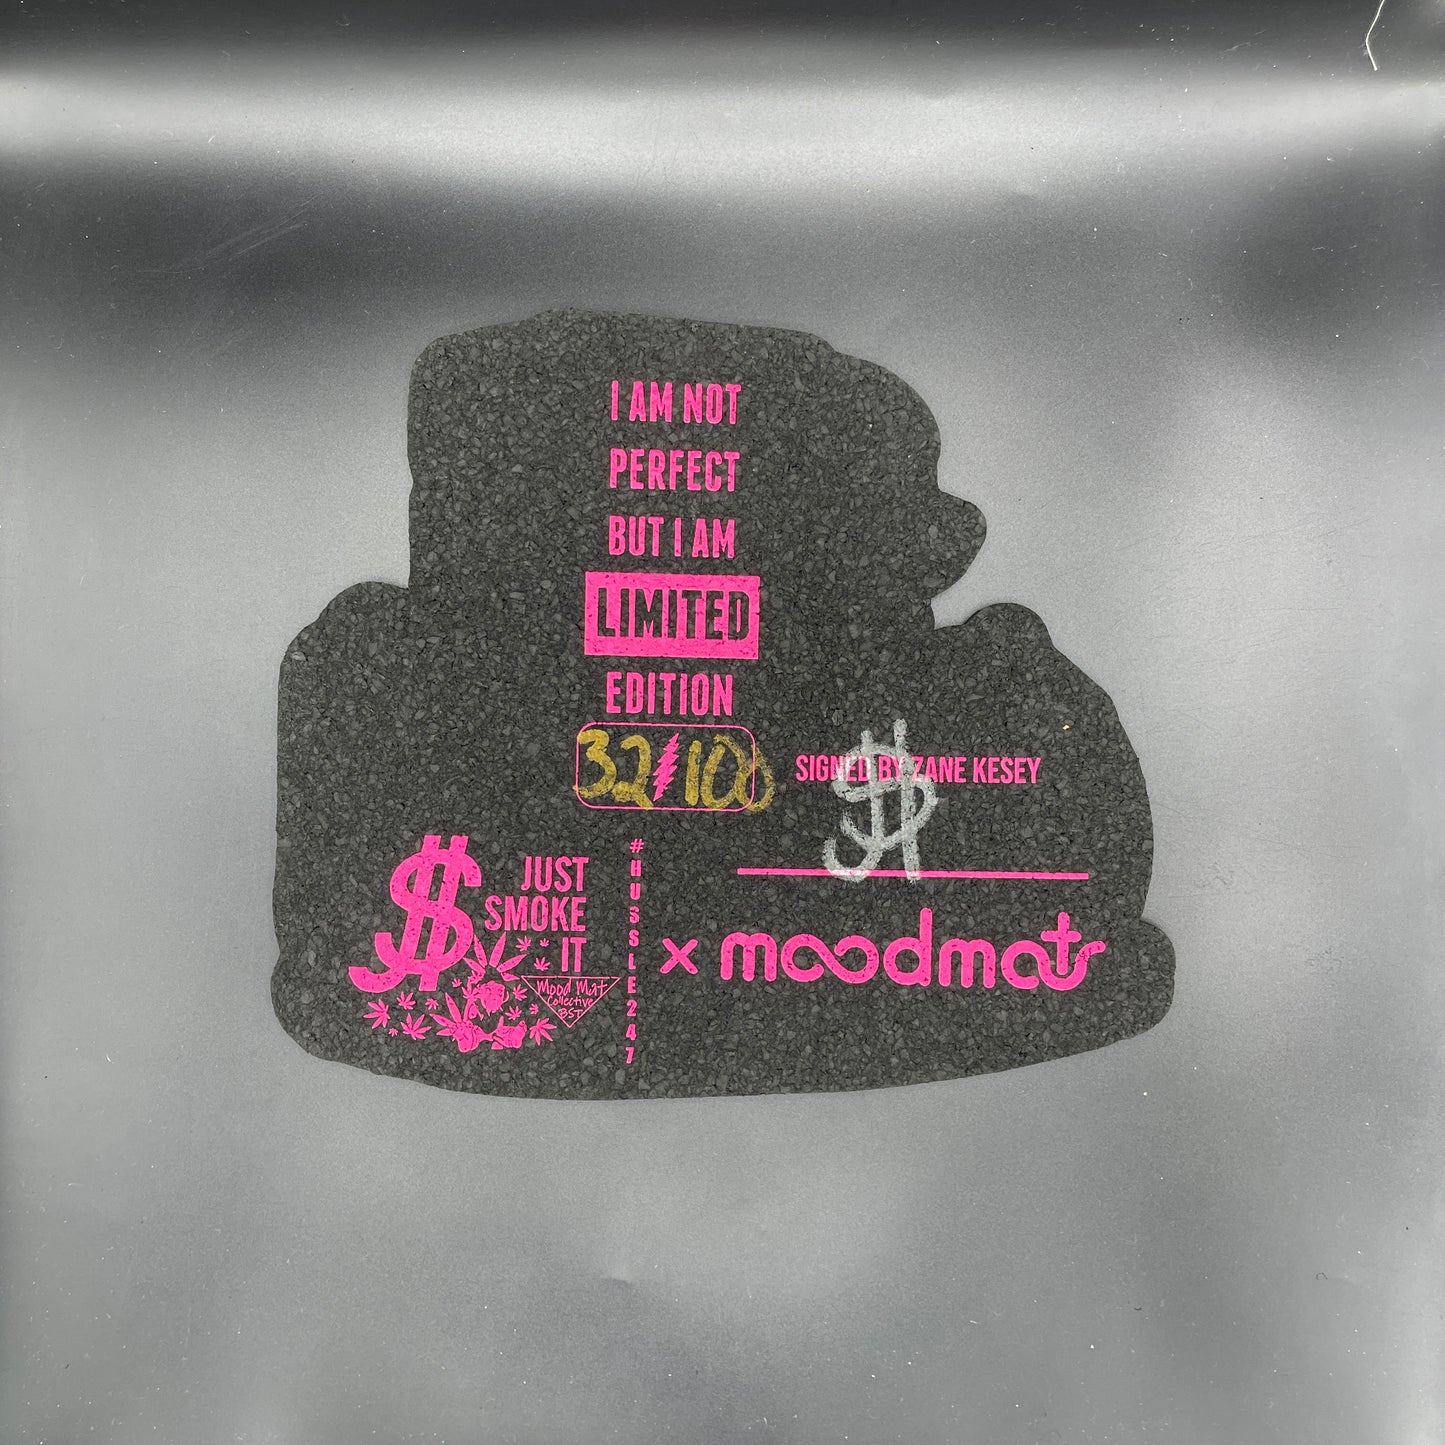 I AM NOT
PERFECT
BUT I AM
LIMITED
EDITION
32/100
SIGNED BY ZANE KESEY
$
JUST
SMOKE
IT
Mood Mat
Collective
BST
#HUSSLE247
x moodmats